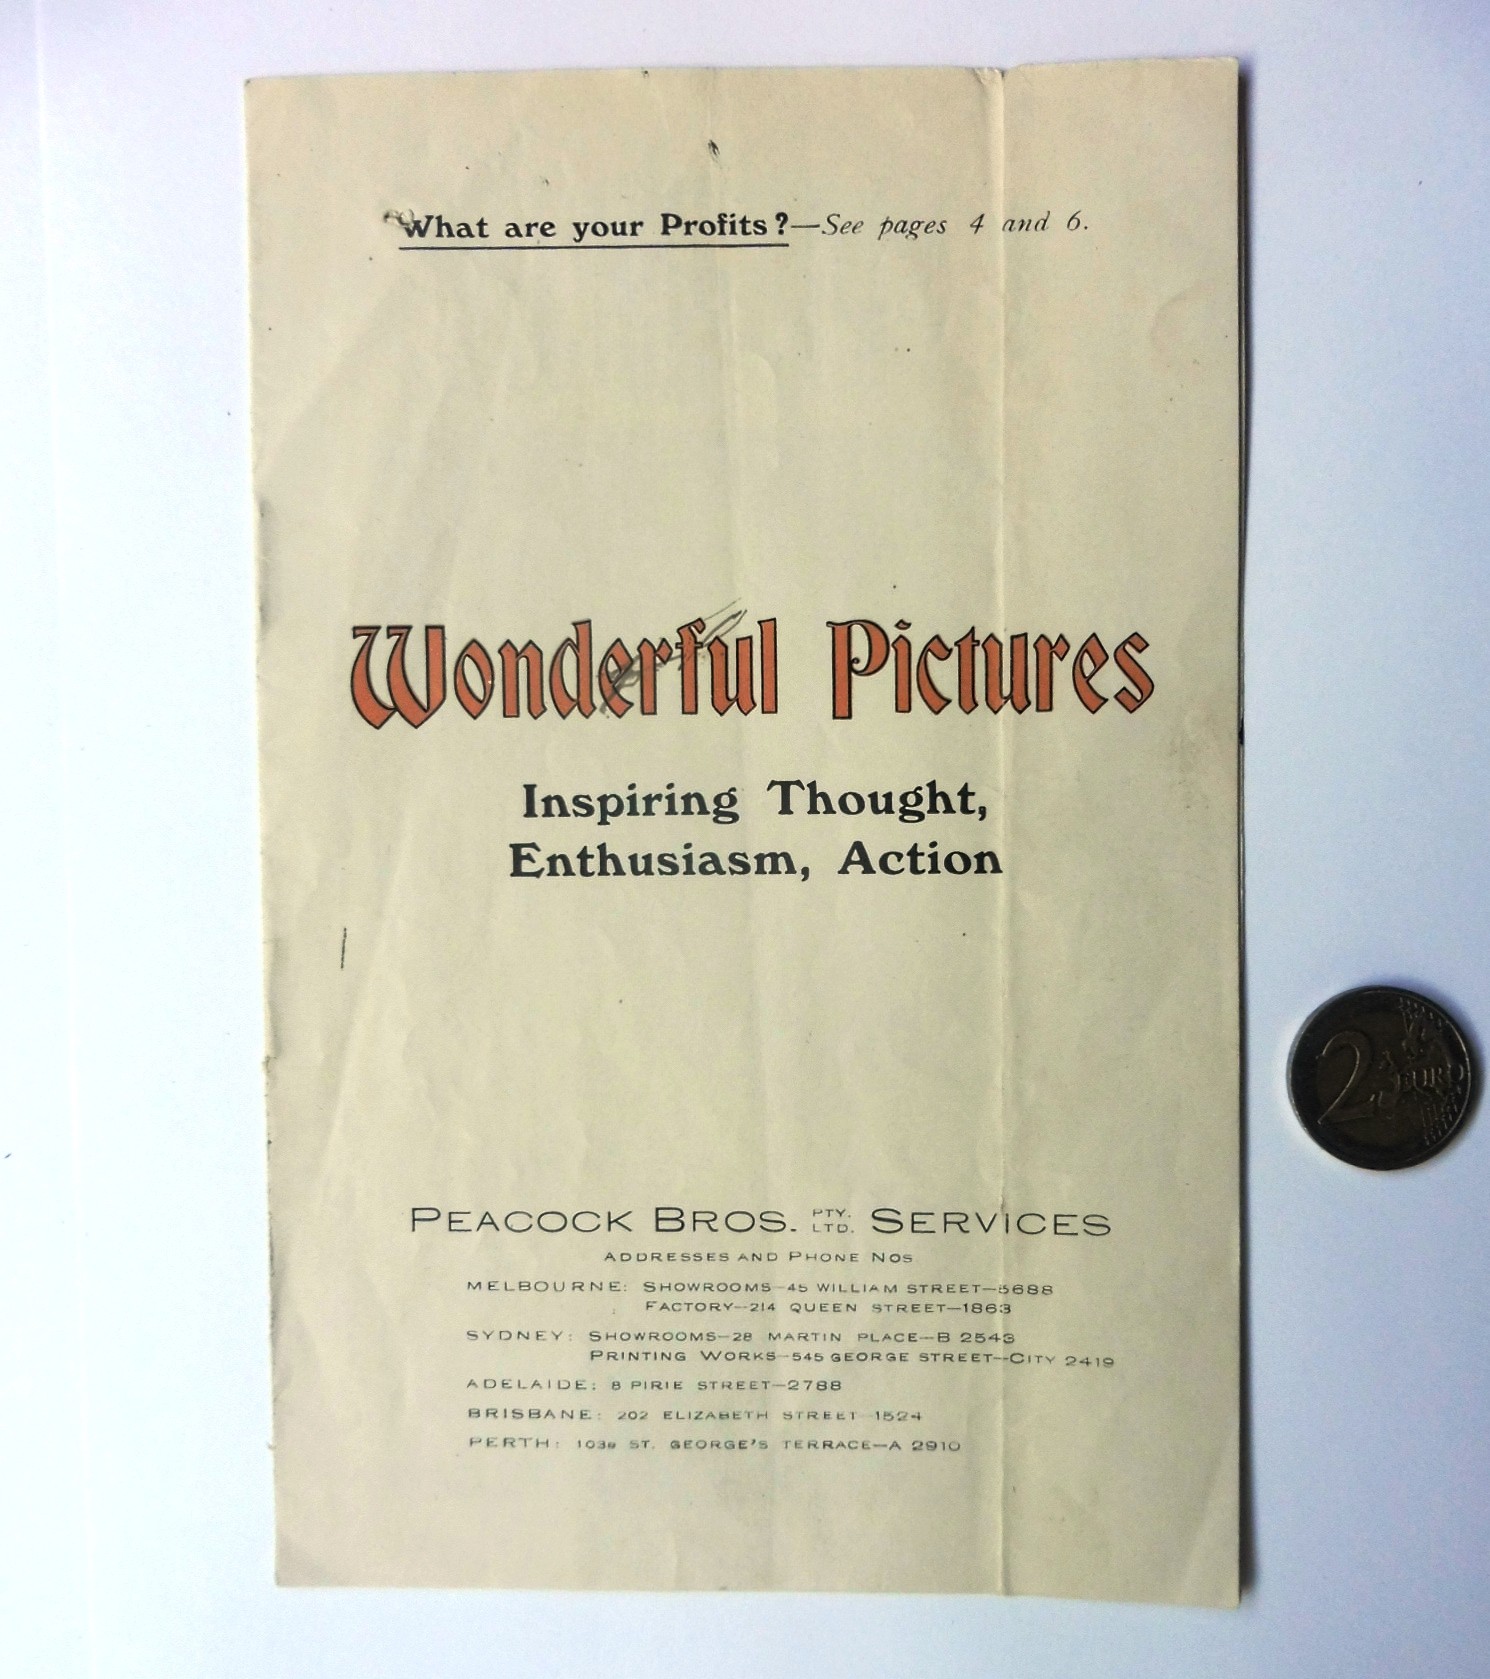 What are your Profits?—See pages 4 and 6.
Wonderful Pictures
Inspiring Thought,
Enthusiasm, Action
PEACOCK BROS. PTY. LTD. SERVICES
ADDRESSES AND PHONE NOS
MELBOURNE: SHOWROOMS—45 WILLIAM STREET—5688
FACTORY—214 QUEEN STREET—1863
SYDNEY: SHOWROOMS—28 MARTIN PLACE—B 2543
PRINTING WORKS—545 GEORGE STREET—CITY 2419
ADELAIDE: 8 PIRIE STREET—2788
BRISBANE: 202 ELIZABETH STREET 1524
PERTH: ST. GEORGE'S TERRACE—A 2910
2 EURO